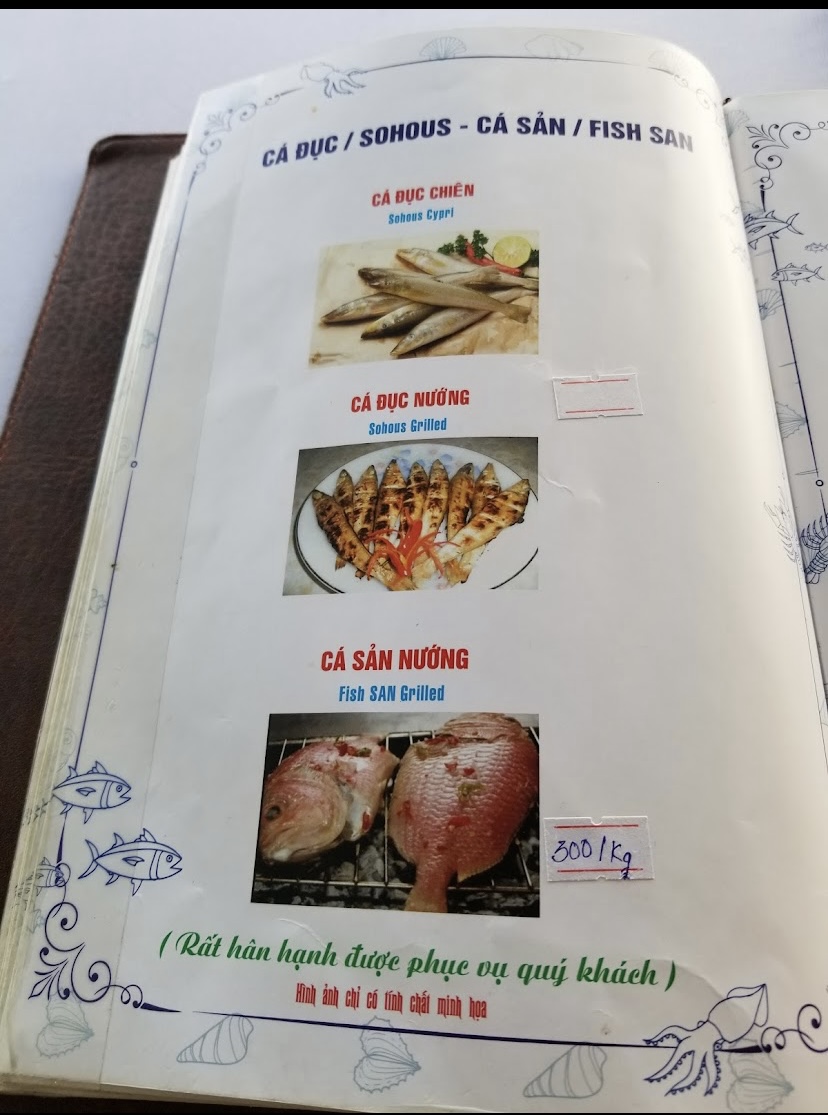 CÁ ĐỤC / SOHOUS - CÁ SẢN / FISH SAN
CÁ ĐỤC CHIÊN
Sohous Cypri
CÁ ĐỤC NƯỚNG
Sohous Grilled
CÁ SẢN NƯỚNG
Fish SAN Grilled
300/Kg
( Rất hân hạnh được phục vụ quý khách )
Hình ảnh chỉ có tính chất minh họa